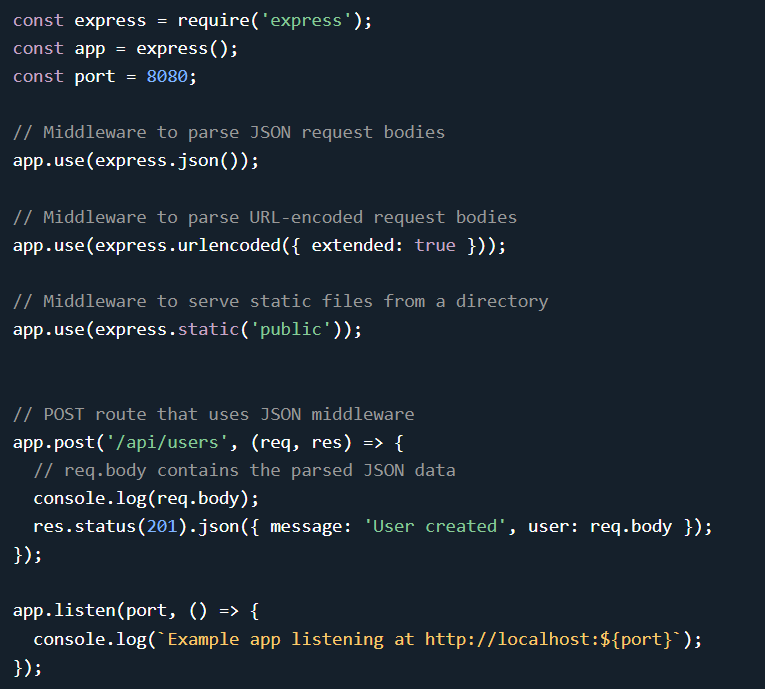 const express = require('express');
const app = express();
const port = 8080;
// Middleware to parse JSON request bodies
app.use(express.json());
// Middleware to parse URL-encoded request bodies
app.use(express.urlencoded({ extended: true }));
// Middleware to serve static files from a directory
app.use(express.static('public'));
// POST route that uses JSON middleware
app.post('/api/users', (req, res) => {
  // req.body contains the parsed JSON data
  console.log(req.body);
  res.status(201).json({ message: 'User created', user: req.body });
});
app.listen(port, () => {
  console.log(`Example app listening at http://localhost:${port}`);
});